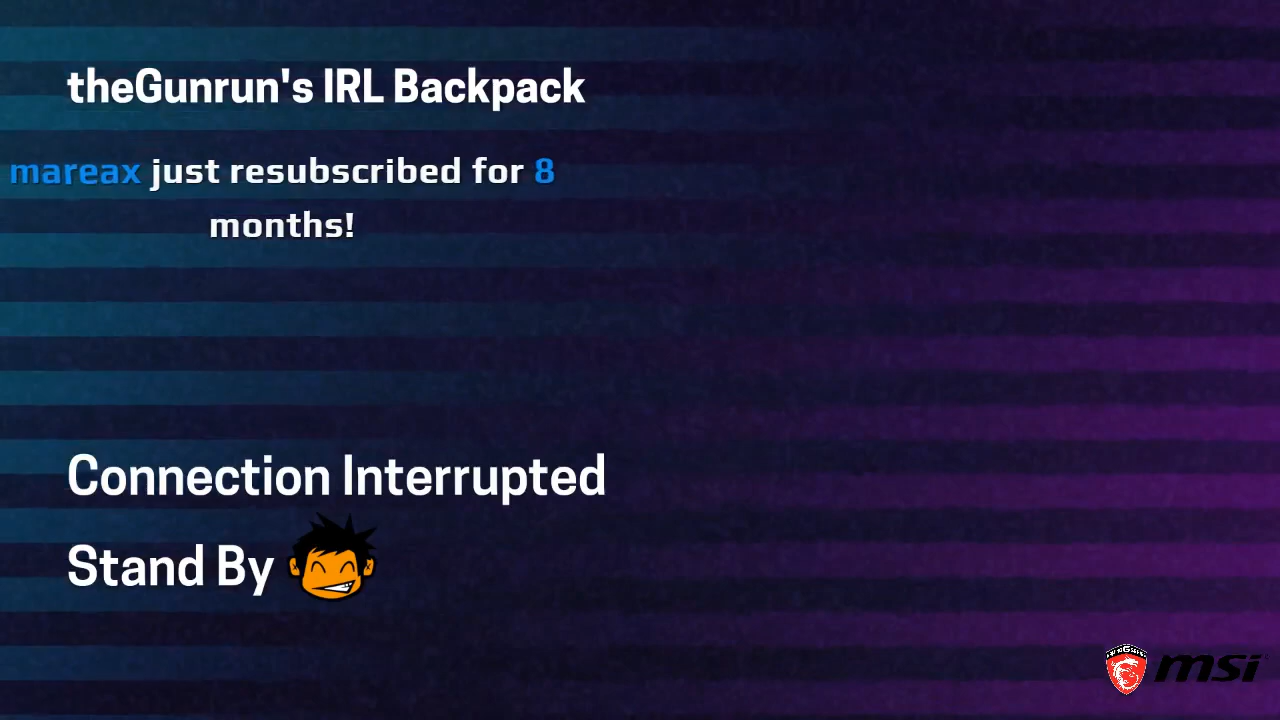 theGunrun's IRL Backpack
mareax just resubscribed for 8
months!
Connection Interrupted
Stand By
msi